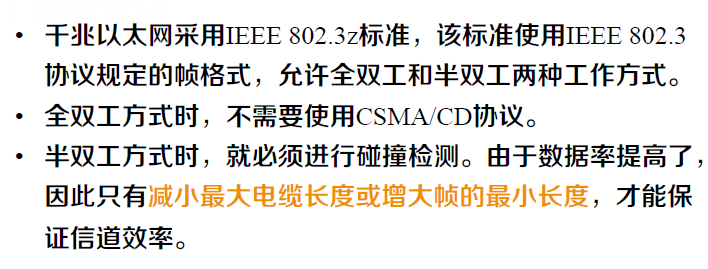 • 千兆以太网采用IEEE 802.3z标准，该标准使用IEEE 802.3
协议规定的帧格式，允许全双工和半双工两种工作方式。
• 全双工方式时，不需要使用CSMA/CD协议。
• 半双工方式时，就必须进行碰撞检测。由于数据率提高了，
因此只有减小最大电缆长度或增大帧的最小长度，才能保
证信道效率。